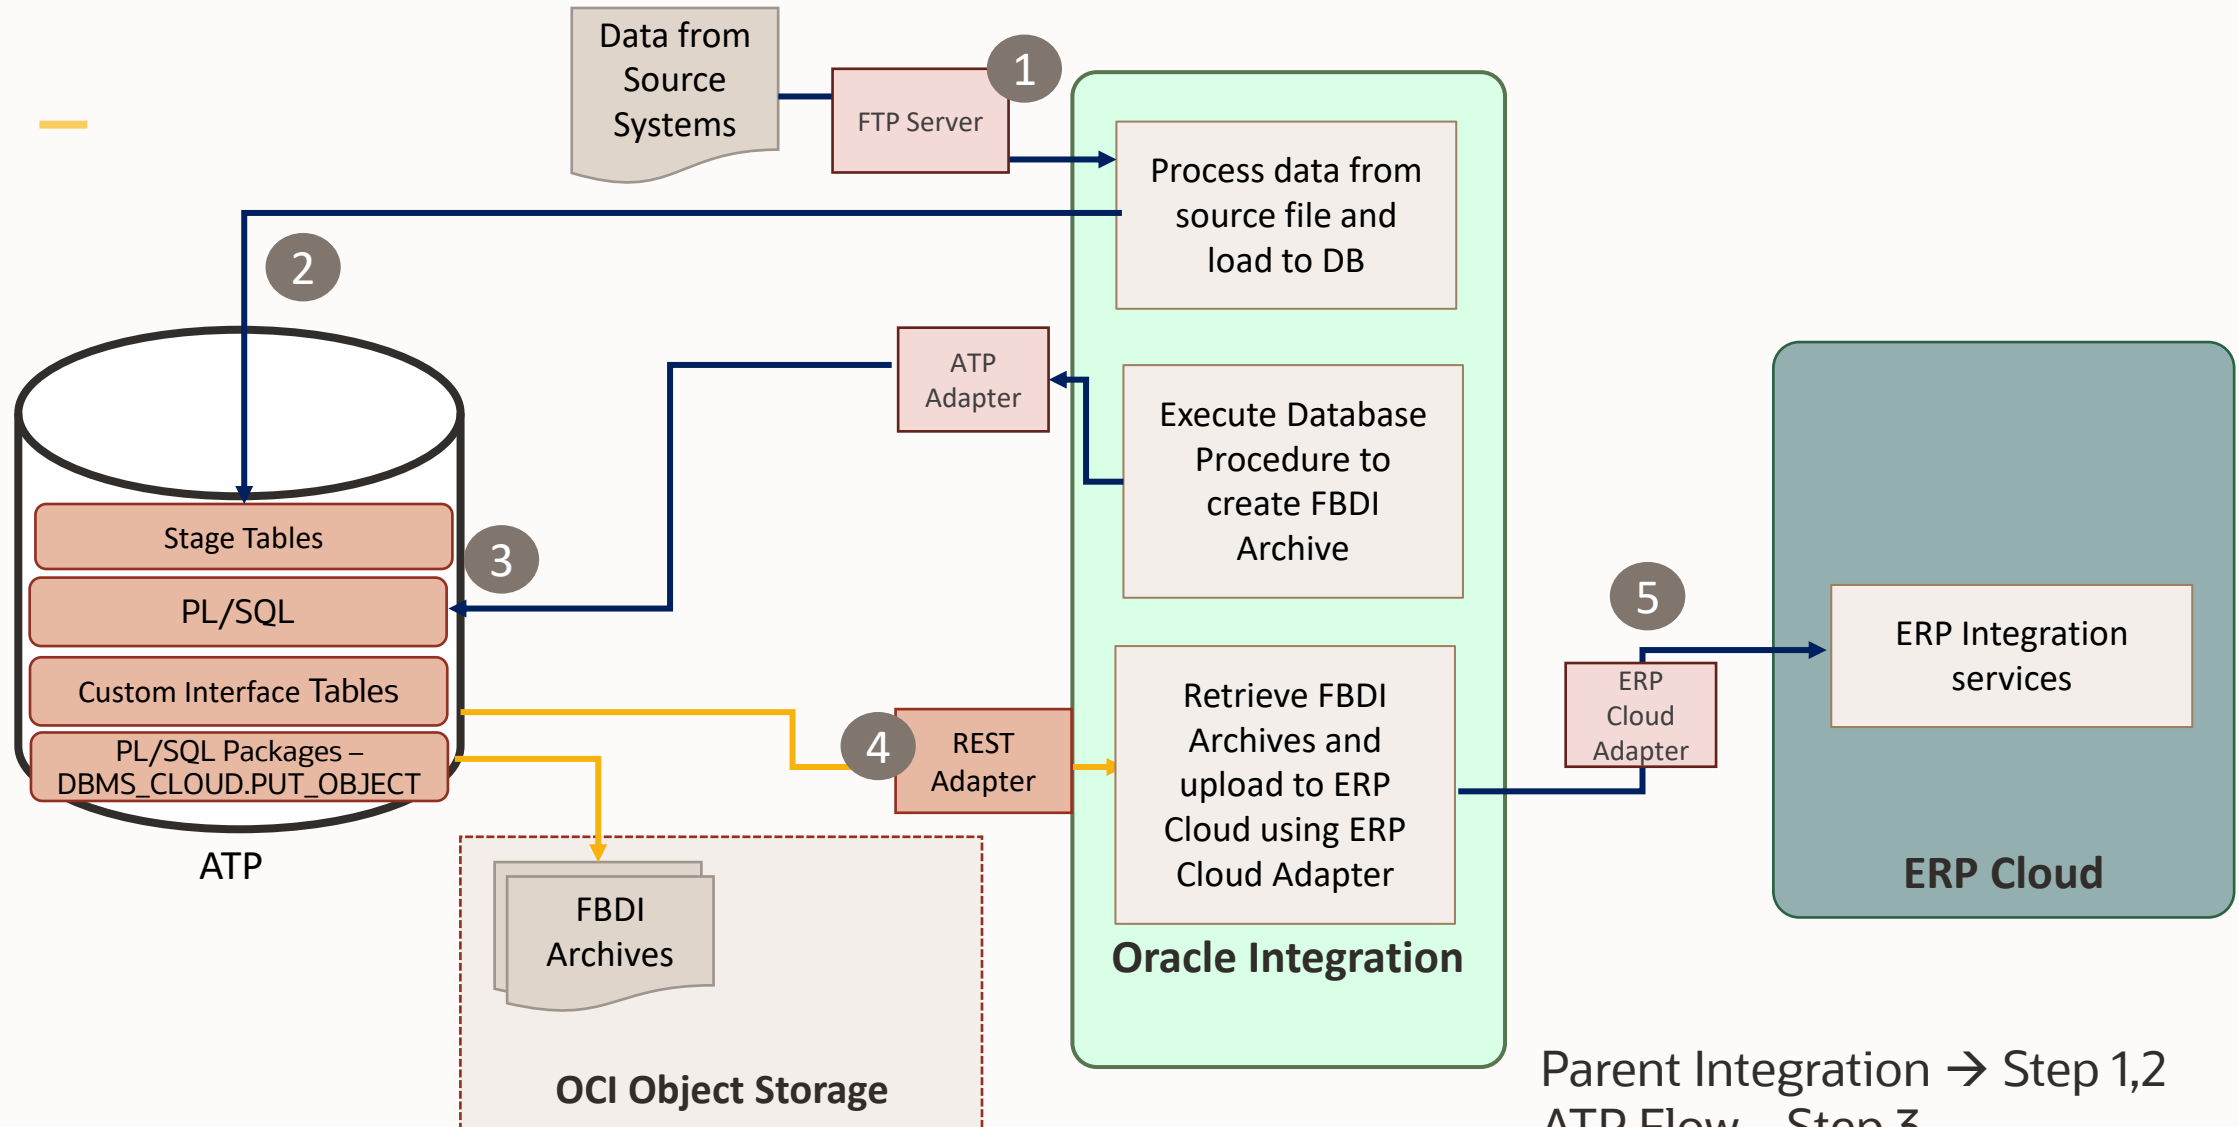 Data from
Source
Systems
FTP Server
1
Process data from
source file and
load to DB
2
ATP
Adapter
Execute Database
Procedure to
create FBDI
Archive
Stage Tables
3
PL/SQL
Custom Interface Tables
PL/SQL Packages –
DBMS_CLOUD.PUT_OBJECT
ATP
4
REST
Adapter
Retrieve FBDI
Archives and
upload to ERP
Cloud using ERP
Cloud Adapter
Oracle Integration
5
ERP
Cloud
Adapter
ERP Integration
services
ERP Cloud
FBDI
Archives
OCI Object Storage
Parent Integration → Step 1,2
ATP Flow – Step 3